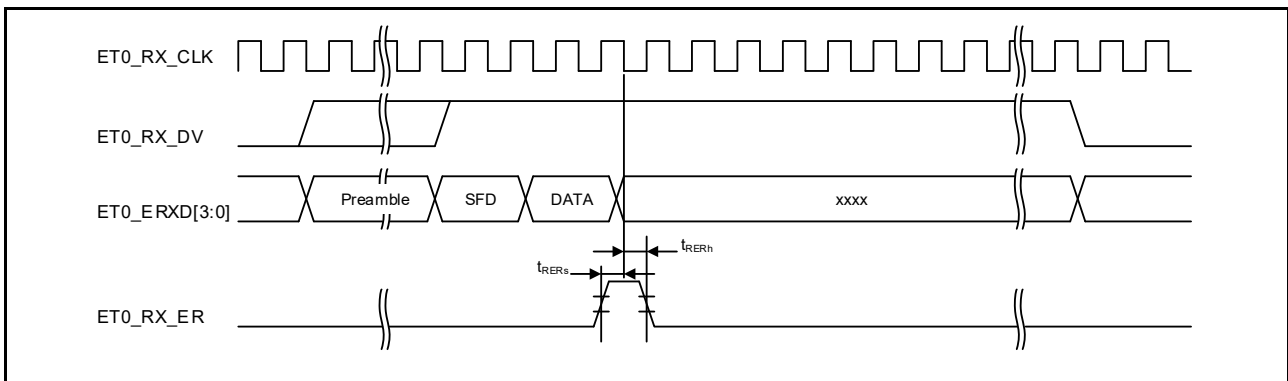 ET0_RX_CLK
ET0_RX_DV
ET0_ERXD[3:0]
Preamble SFD DATA xxxx
tRERh
tRERs
ET0_RX_ER